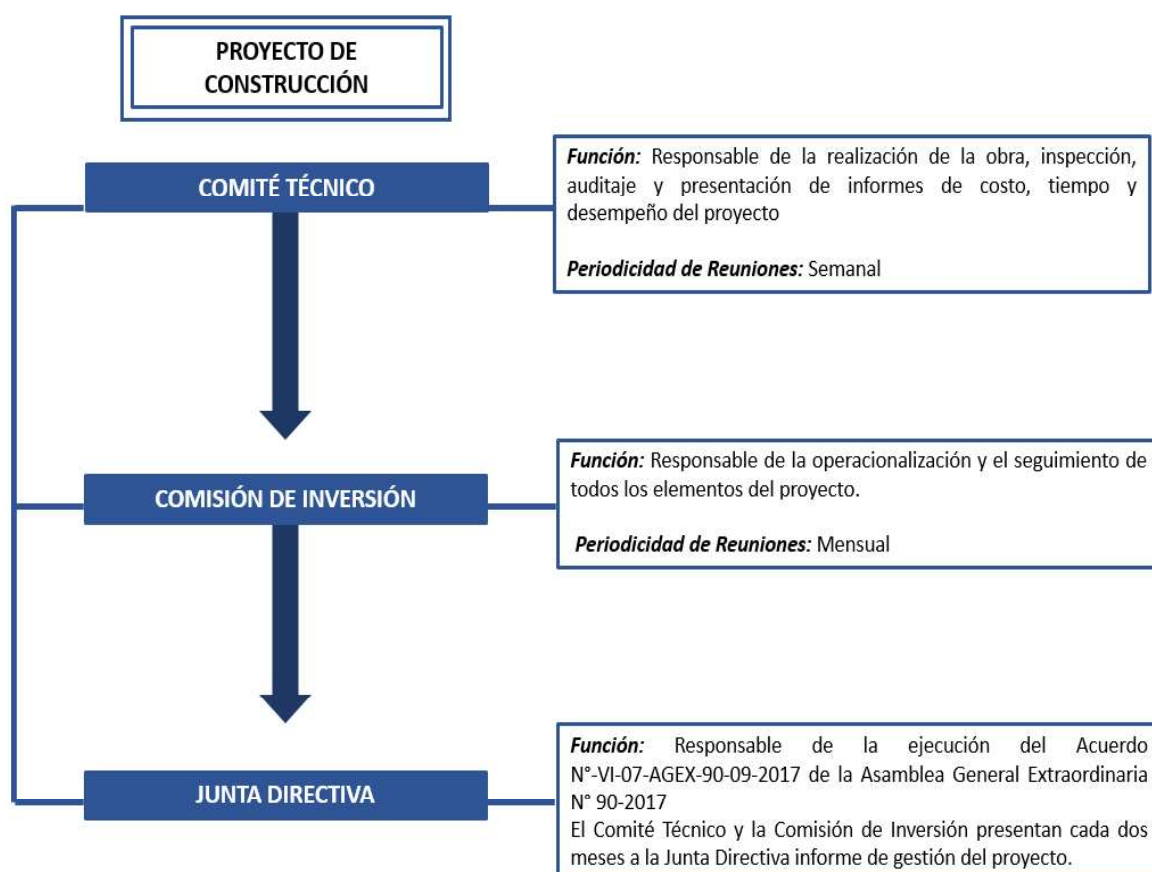 PROYECTO DE
CONSTRUCCIÓN
COMITÉ TÉCNICO
Función: Responsable de la realización de la obra, inspección,
auditaje y presentación de informes de costo, tiempo y
desempeño del proyecto
Periodicidad de Reuniones: Semanal
COMISIÓN DE INVERSIÓN
Función: Responsable de la operacionalización y el seguimiento de
todos los elementos del proyecto.
Periodicidad de Reuniones: Mensual
JUNTA DIRECTIVA
Función: Responsable de la ejecución del Acuerdo
N°-VI-07-AGEX-90-09-2017 de la Asamblea General Extraordinaria
N° 90-2017
El Comité Técnico y la Comisión de Inversión presentan cada dos
meses a la Junta Directiva informe de gestión del proyecto.